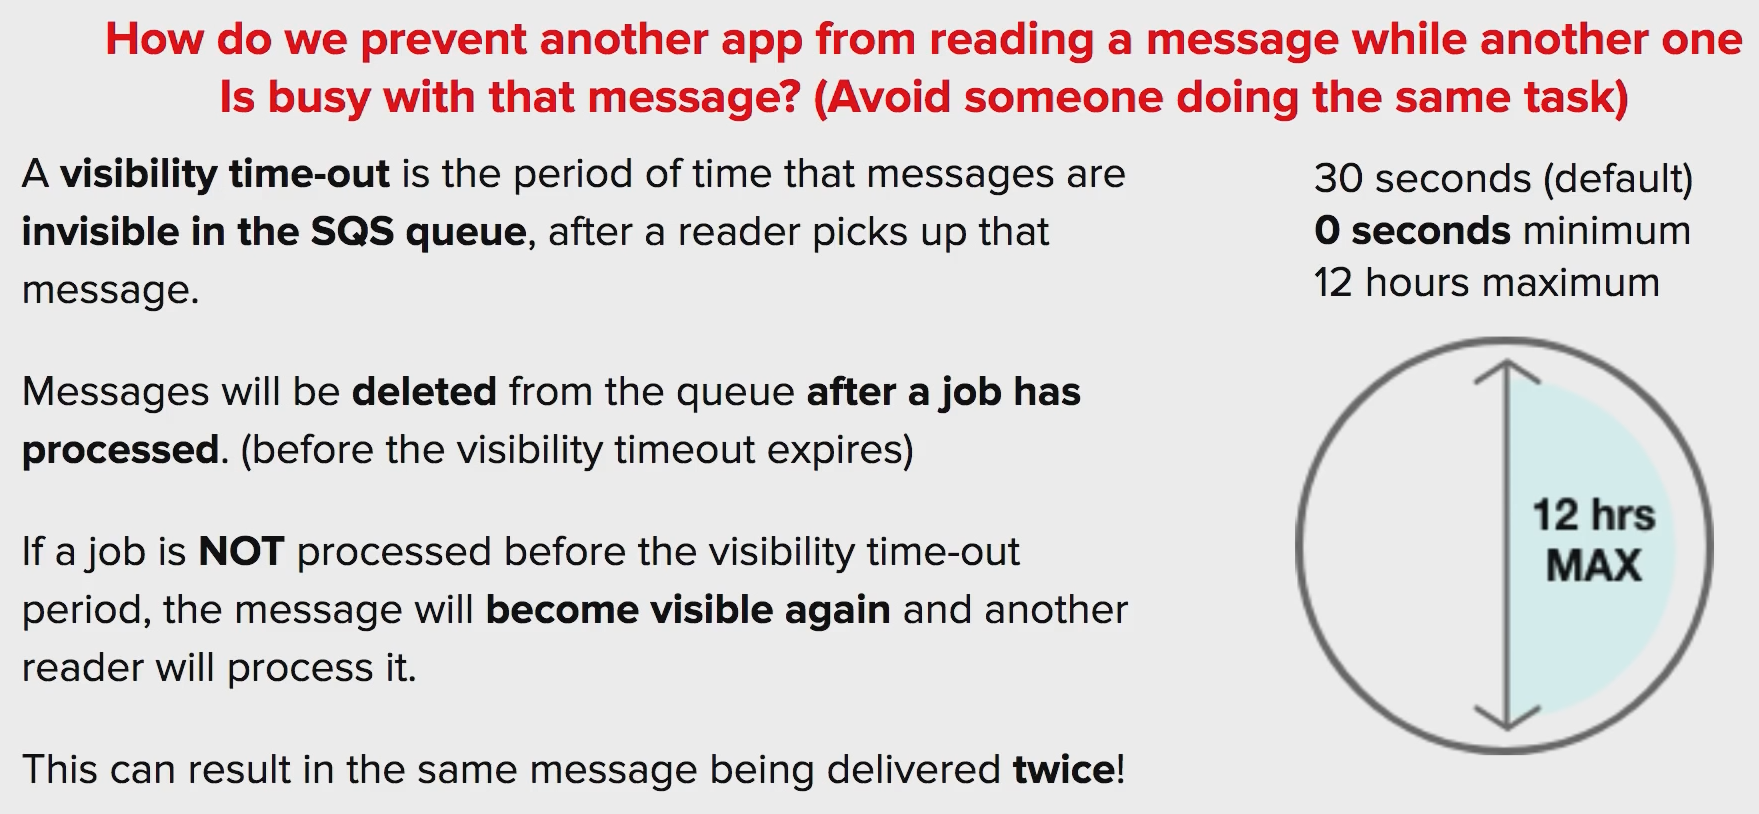 How do we prevent another app from reading a message while another one
Is busy with that message? (Avoid someone doing the same task)
A visibility time-out is the period of time that messages are
invisible in the SQS queue, after a reader picks up that
message.
Messages will be deleted from the queue after a job has
processed. (before the visibility timeout expires)
If a job is NOT processed before the visibility time-out
period, the message will become visible again and another
reader will process it.
This can result in the same message being delivered twice!
30 seconds (default)
0 seconds minimum
12 hours maximum
12 hrs
MAX